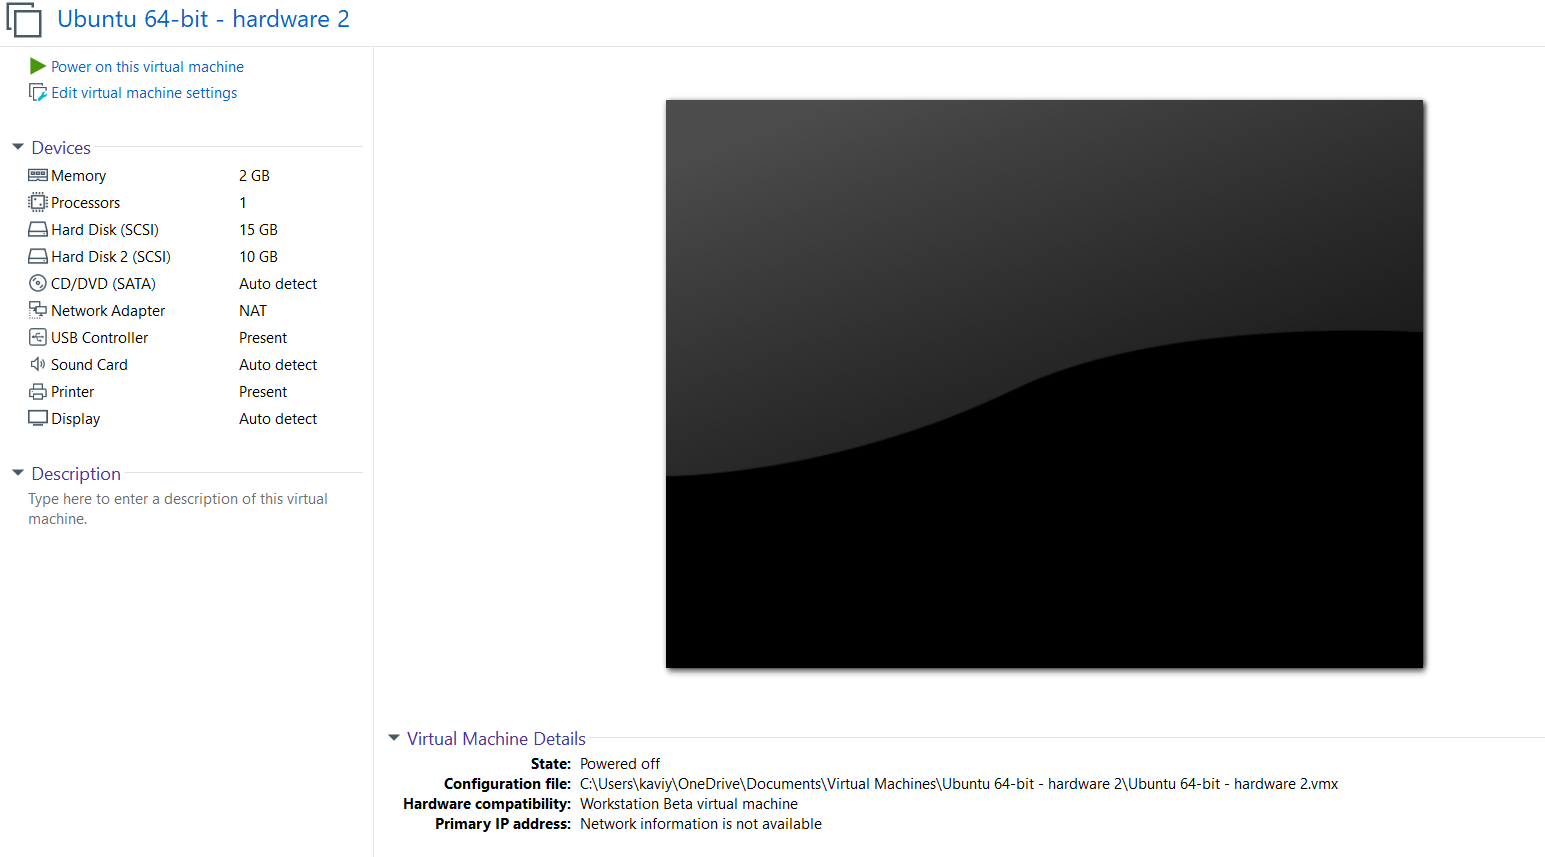 Ubuntu 64-bit - hardware 2
Power on this virtual machine
Edit virtual machine settings
Devices
Memory 2 GB
Processors 1
Hard Disk (SCSI) 15 GB
Hard Disk 2 (SCSI) 10 GB
CD/DVD (SATA) Auto detect
Network Adapter NAT
USB Controller Present
Sound Card Auto detect
Printer Present
Display Auto detect
Description
Type here to enter a description of this virtual
machine.
Virtual Machine Details
State: Powered off
Configuration file: C:\Users\kaviy\OneDrive\Documents\Virtual Machines\Ubuntu 64-bit - hardware 2\Ubuntu 64-bit - hardware 2.vmx
Hardware compatibility: Workstation Beta virtual machine
Primary IP address: Network information is not available